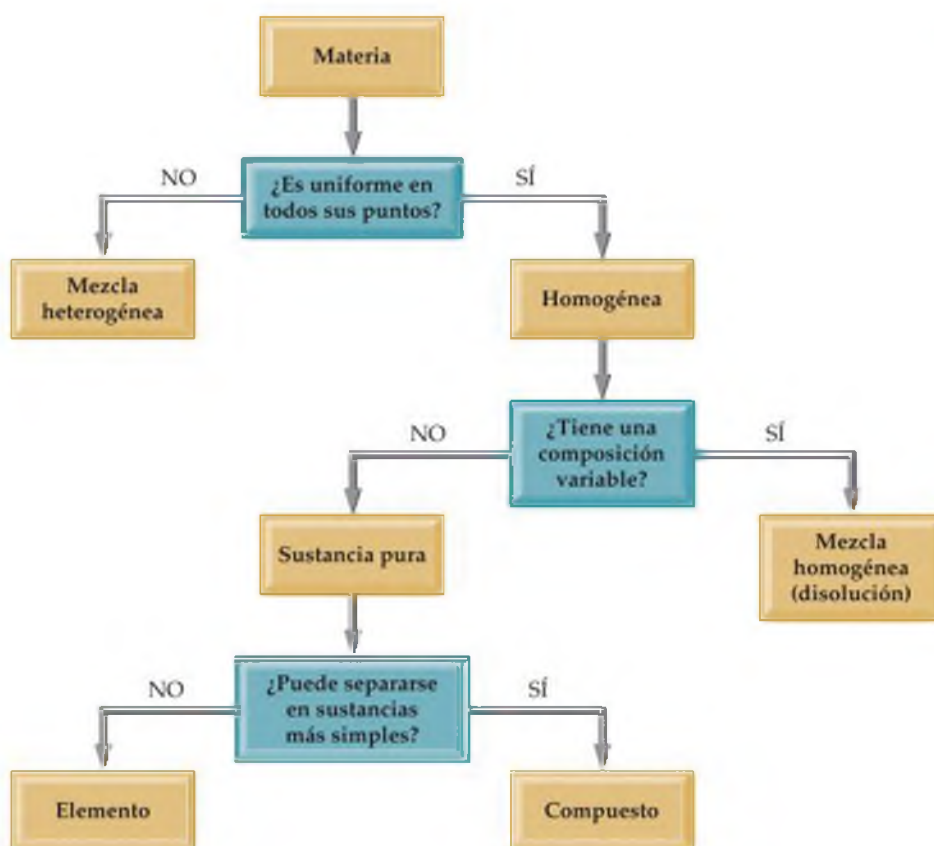 Materia
NO
¿Es uniforme en
todos sus puntos?
SÍ
Mezcla
heterogénea
Homogénea
NO
¿Tiene una
composición
variable?
SÍ
Sustancia pura
Mezcla
homogénea
(disolución)
NO
¿Puede separarse
en sustancias
más simples?
SÍ
Elemento
Compuesto